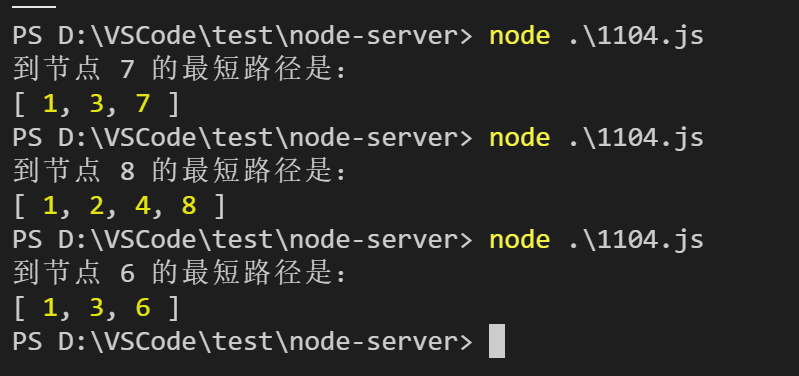 PS D:\VSCode\test\node-server> node .\1104.js
到节点 7 的最短路径是:
[ 1, 3, 7 ]
PS D:\VSCode\test\node-server> node .\1104.js
到节点 8 的最短路径是:
[ 1, 2, 4, 8 ]
PS D:\VSCode\test\node-server> node .\1104.js
到节点 6 的最短路径是:
[ 1, 3, 6 ]
PS D:\VSCode\test\node-server>